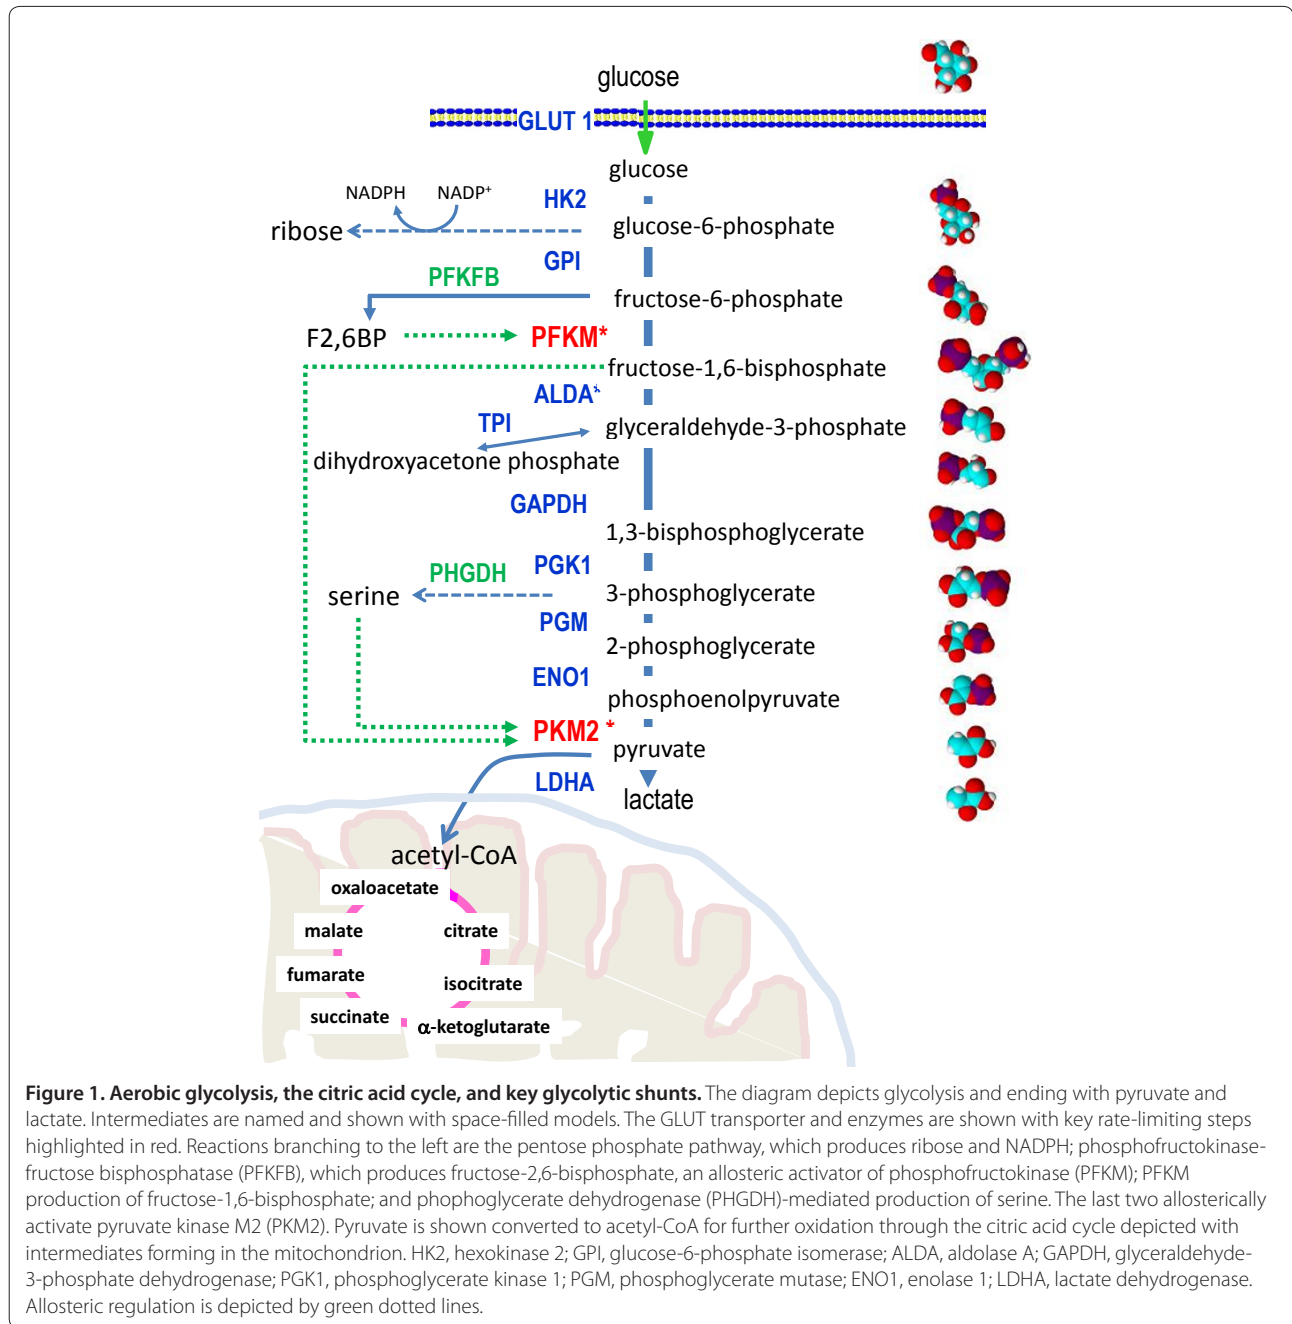 glucose
GLUT 1
glucose
NADPH
NADP⁺
HK2
ribose
glucose-6-phosphate
GPI
PFKFB
fructose-6-phosphate
F2,6BP
PFKM*
fructose-1,6-bisphosphate
ALDA*
TPI
glyceraldehyde-3-phosphate
dihydroxyacetone phosphate
GAPDH
1,3-bisphosphoglycerate
PGK1
PHGDH
serine
3-phosphoglycerate
PGM
2-phosphoglycerate
ENO1
phosphoenolpyruvate
PKM2 *
pyruvate
LDHA
lactate
acetyl-CoA
oxaloacetate
malate
citrate
fumarate
isocitrate
succinate
α-ketoglutarate
Figure 1. Aerobic glycolysis, the citric acid cycle, and key glycolytic shunts. The diagram depicts glycolysis and ending with pyruvate and
lactate. Intermediates are named and shown with space-filled models. The GLUT transporter and enzymes are shown with key rate-limiting steps
highlighted in red. Reactions branching to the left are the pentose phosphate pathway, which produces ribose and NADPH; phosphofructokinase-
fructose bisphosphatase (PFKFB), which produces fructose-2,6-bisphosphate, an allosteric activator of phosphofructokinase (PFKM); PFKM
production of fructose-1,6-bisphosphate; and phophoglycerate dehydrogenase (PHGDH)-mediated production of serine. The last two allosterically
activate pyruvate kinase M2 (PKM2). Pyruvate is shown converted to acetyl-CoA for further oxidation through the citric acid cycle depicted with
intermediates forming in the mitochondrion. HK2, hexokinase 2; GPI, glucose-6-phosphate isomerase; ALDA, aldolase A; GAPDH, glyceraldehyde-
3-phosphate dehydrogenase; PGK1, phosphoglycerate kinase 1; PGM, phosphoglycerate mutase; ENO1, enolase 1; LDHA, lactate dehydrogenase.
Allosteric regulation is depicted by green dotted lines.